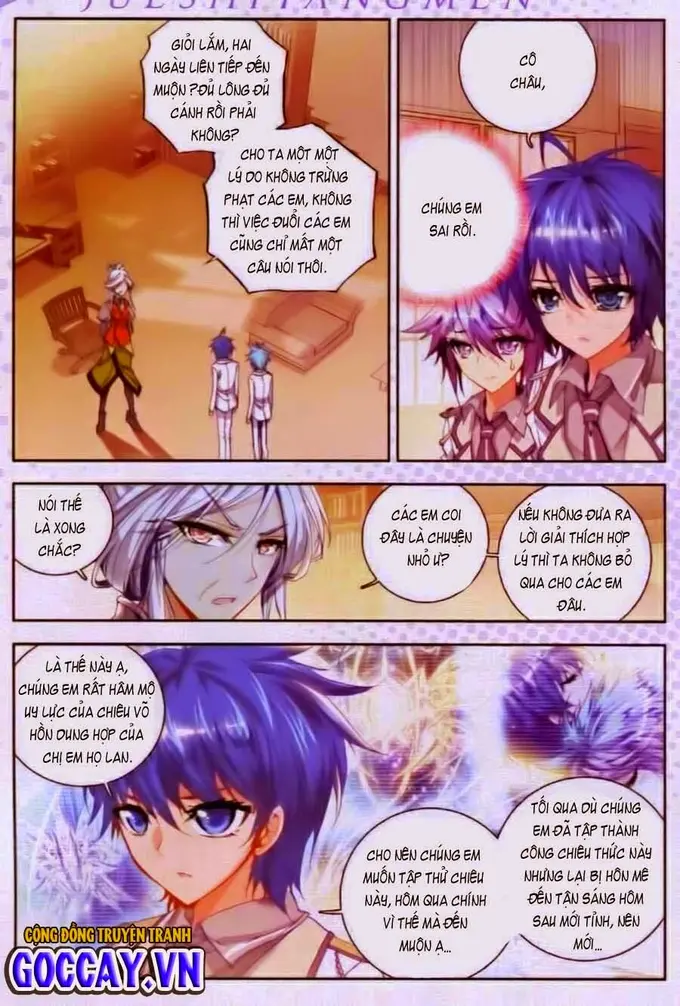 JUESHITANGMEN
GIỎI LẮM, HAI
NGÀY LIÊN TIẾP ĐẾN
MUỘN ?ĐỦ LÔNG ĐỦ
CÁNH RỒI PHẢI
KHÔNG?
CHO TA MỘT MỘT
LÝ DO KHÔNG TRỪNG
PHẠT CÁC EM, KHÔNG
THÌ VIỆC ĐUỔI CÁC EM
CŨNG CHỈ MẤT MỘT
CÂU NÓI THÔI.
CÔ
CHÂU,
CHÚNG EM
SAI RỒI.
NÓI THẾ
LÀ XONG
CHẮC?
CÁC EM COI
ĐÂY LÀ CHUYỆN
NHỎ Ư?
NẾU KHÔNG ĐƯA RA
LỜI GIẢI THÍCH HỢP
LÝ THÌ TA KHÔNG BỎ
QUA CHO CÁC EM
ĐÂU.
LÀ THẾ NÀY Ạ,
CHÚNG EM RẤT HÂM MỘ
UY LỰC CỦA CHIÊU VÕ
HỒN DUNG HỢP CỦA
CHỊ EM HỌ LAN.
CHO NÊN CHÚNG EM
MUỐN TẬP THỬ CHIÊU
NÀY, HÔM QUA CHÍNH
VÌ THẾ MÀ ĐẾN
MUỘN Ạ...
TỐI QUA DÙ CHÚNG
EM ĐÃ TẬP THÀNH
CÔNG CHIÊU THỨC NÀY
NHƯNG LẠI BỊ HÔN MÊ
ĐẾN TẬN SÁNG HÔM
SAU MỚI TỈNH, NÊN
MỚI...
CỘNG ĐỒNG TRUYỆN TRANH
GOCCAY.VN